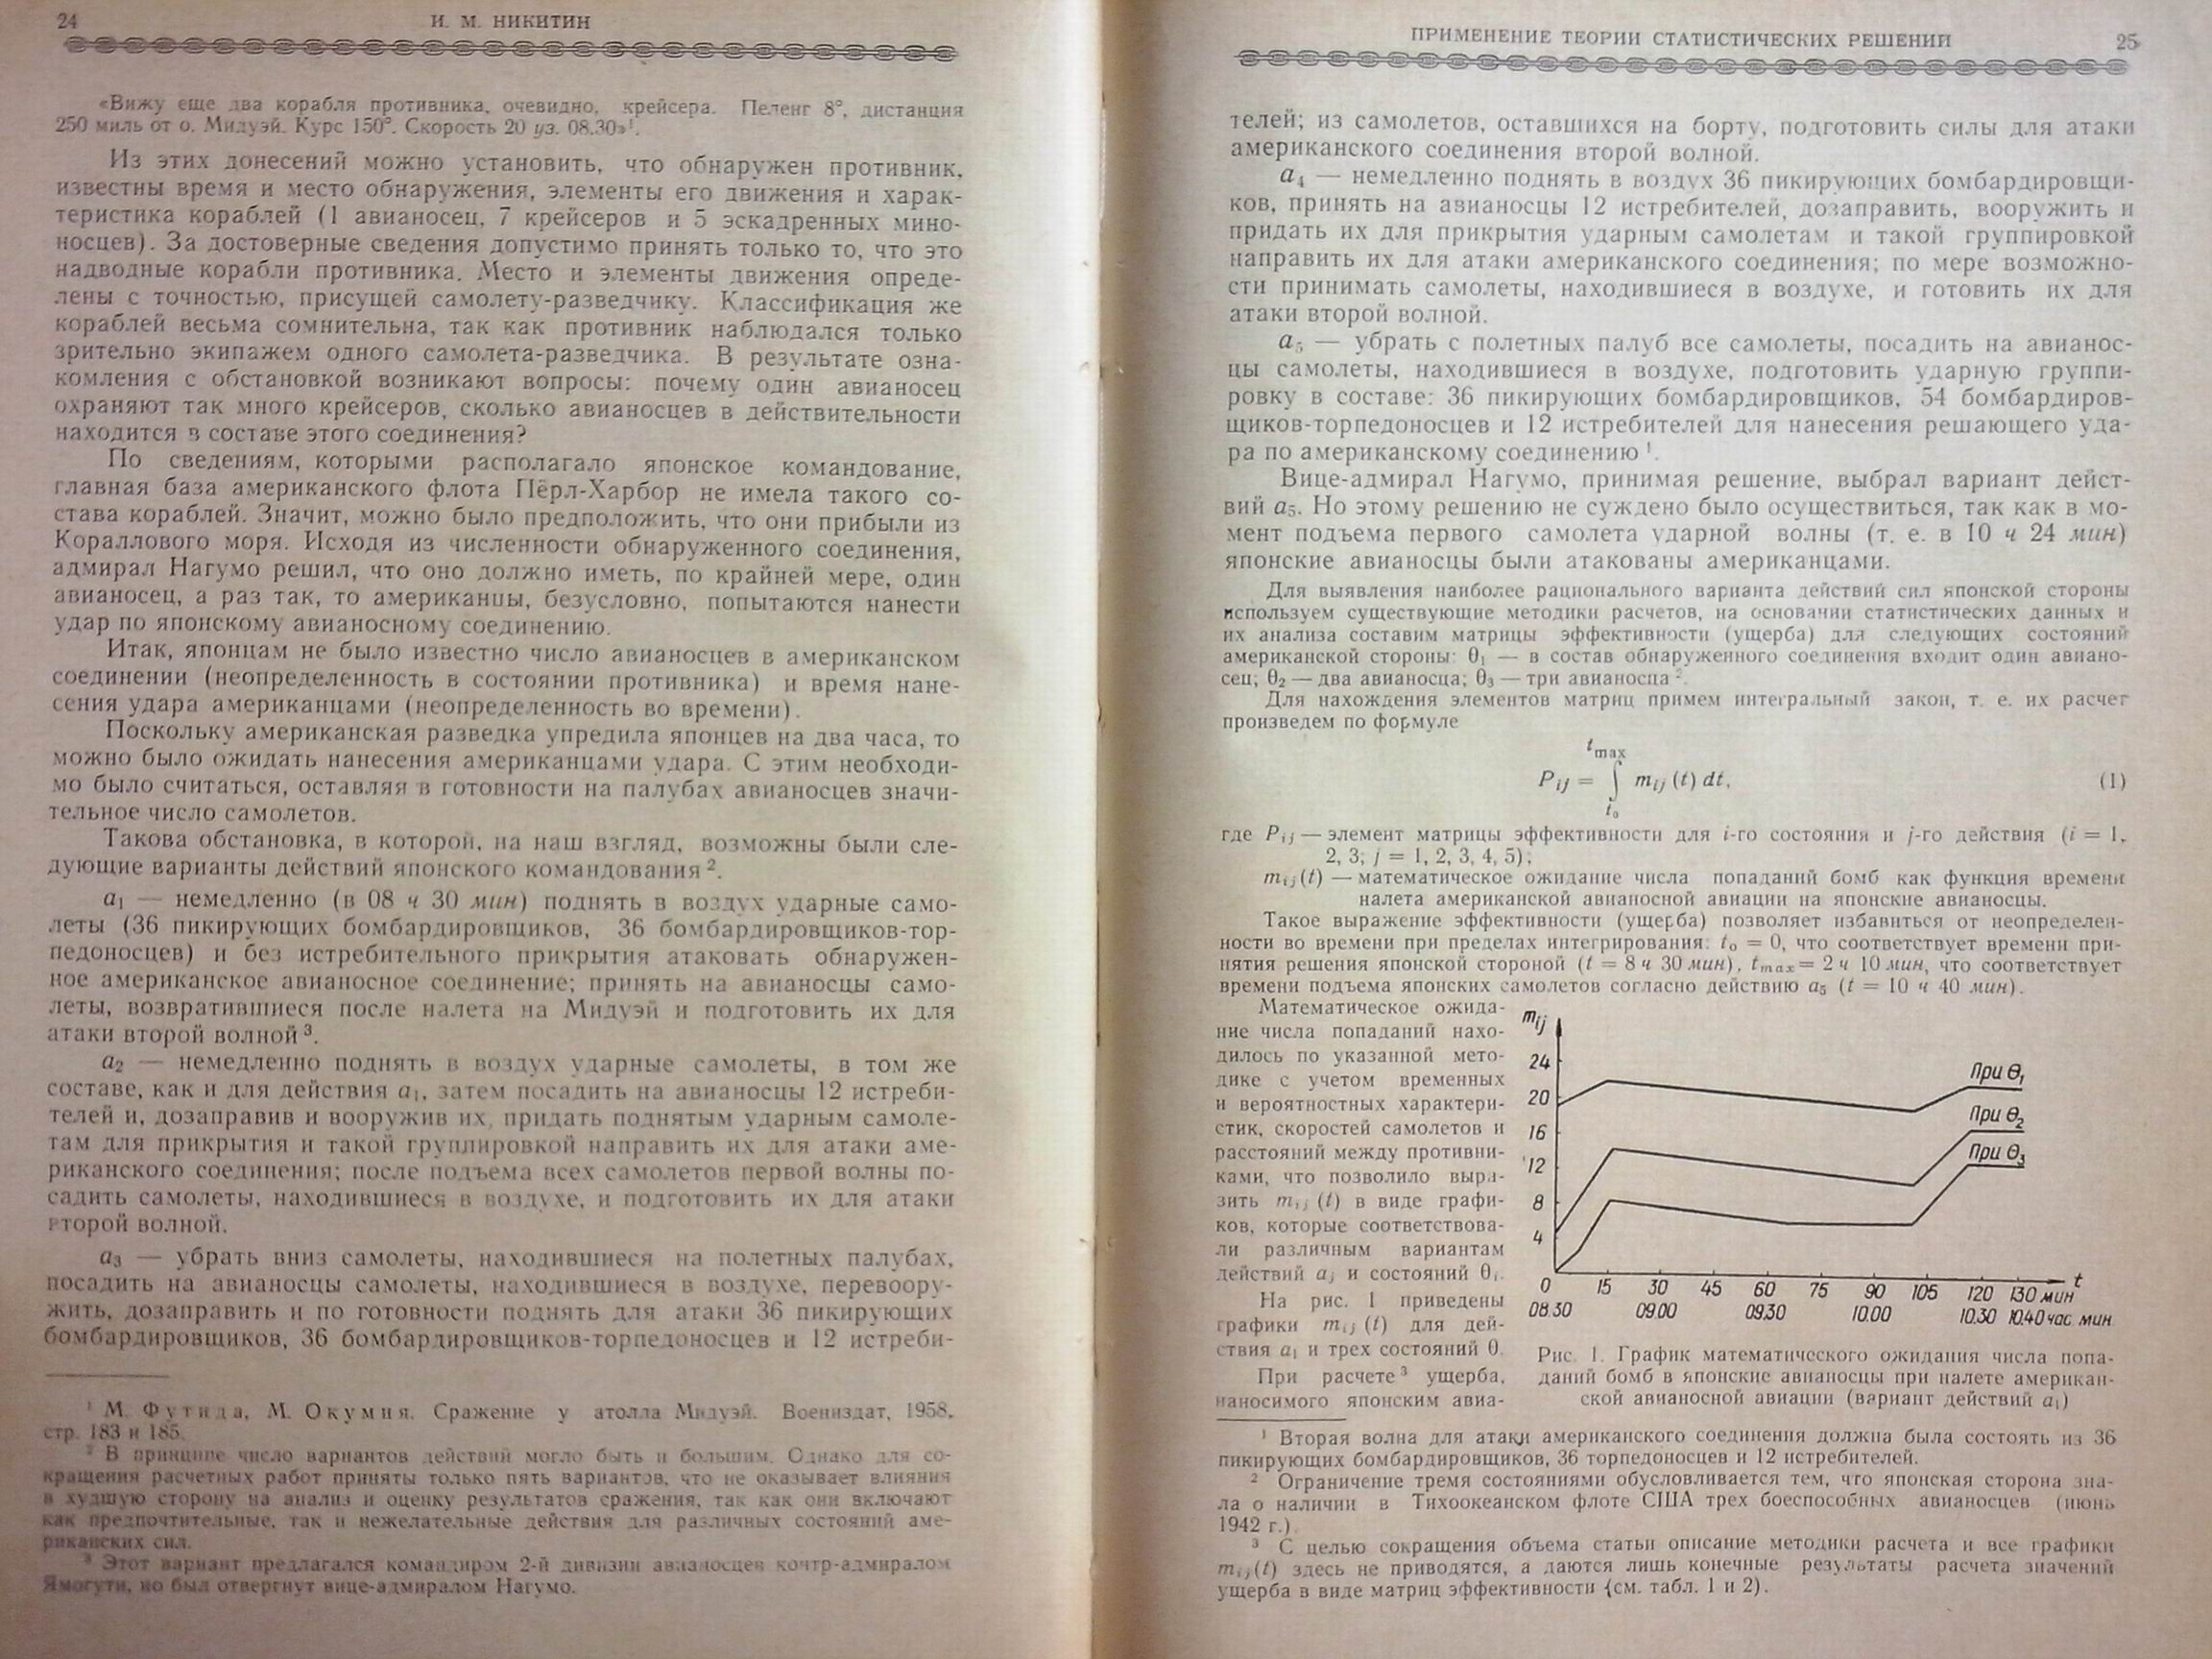 24
И. М. НИКИТИН
«Вижу еще два корабля противника, очевидно, крейсера. Пеленг 8°, дистанция
250 миль от о. Мидуэй. Курс 150°. Скорость 20 уз. 08.30»¹.
Из этих донесений можно установить, что обнаружен противник,
известны время и место обнаружения, элементы его движения и харак-
теристика кораблей (1 авианосец, 7 крейсеров и 5 эскадренных мино-
носцев). За достоверные сведения допустимо принять только то, что это
надводные корабли противника. Место и элементы движения опреде-
лены с точностью, присущей самолету-разведчику. Классификация же
кораблей весьма сомнительна, так как противник наблюдался только
зрительно экипажем одного самолета-разведчика. В результате озна-
комления с обстановкой возникают вопросы: почему один авианосец
охраняют так много крейсеров, сколько авианосцев в действительности
находится в составе этого соединения?
По сведениям, которыми располагало японское командование,
главная база американского флота Пёрл-Харбор не имела такого со-
става кораблей. Значит, можно было предположить, что они прибыли из
Кораллового моря. Исходя из численности обнаруженного соединения,
адмирал Нагумо решил, что оно должно иметь, по крайней мере, один
авианосец, а раз так, то американцы, безусловно, попытаются нанести
удар по японскому авианосному соединению.
Итак, японцам не было известно число авианосцев в американском
соединении (неопределенность в состоянии противника) и время нане-
сения удара американцами (неопределенность во времени).
Поскольку американская разведка упредила японцев на два часа, то
можно было ожидать нанесения американцами удара. С этим необходи-
мо было считаться, оставляя в готовности на палубах авианосцев значи-
тельное число самолетов.
Такова обстановка, в которой, на наш взгляд, возможны были сле-
дующие варианты действий японского командования ².
a₁ — немедленно (в 08 ч 30 мин) поднять в воздух ударные само-
леты (36 пикирующих бомбардировщиков, 36 бомбардировщиков-тор-
педоносцев) и без истребительного прикрытия атаковать обнаружен-
ное американское авианосное соединение; принять на авианосцы само-
леты, возвратившиеся после налета на Мидуэй и подготовить их для
атаки второй волной ³.
a₂ — немедленно поднять в воздух ударные самолеты, в том же
составе, как и для действия a₁, затем посадить на авианосцы 12 истреби-
телей и, дозаправив и вооружив их, придать поднятым ударным самоле-
там для прикрытия и такой группировкой направить их для атаки аме-
риканского соединения; после подъема всех самолетов первой волны по-
садить самолеты, находившиеся в воздухе, и подготовить их для атаки
второй волной.
a₃ — убрать вниз самолеты, находившиеся на полетных палубах,
посадить на авианосцы самолеты, находившиеся в воздухе, перевоору-
жить, дозаправить и по готовности поднять для атаки 36 пикирующих
бомбардировщиков, 36 бомбардировщиков-торпедоносцев и 12 истреби-
¹ М. Футида, М. Окумия. Сражение у атолла Мидуэй. Воениздат, 1958,
стр. 183 и 185.
² В принципе число вариантов действий могло быть и большим. Однако для со-
кращения расчетных работ приняты только пять вариантов, что не оказывает влияния
в худшую сторону на анализ и оценку результатов сражения, так как они включают
как предпочтительные, так и нежелательные действия для различных состояний аме-
риканских сил.
³ Этот вариант предлагался командиром 2-й дивизии авианосцев контр-адмиралом
Ямогути, но был отвергнут вице-адмиралом Нагумо.
ПРИМЕНЕНИЕ ТЕОРИИ СТАТИСТИЧЕСКИХ РЕШЕНИЙ
25
телей; из самолетов, оставшихся на борту, подготовить силы для атаки
американского соединения второй волной.
a₄ — немедленно поднять в воздух 36 пикирующих бомбардировщи-
ков, принять на авианосцы 12 истребителей, дозаправить, вооружить и
придать их для прикрытия ударным самолетам и такой группировкой
направить их для атаки американского соединения; по мере возможно-
сти принимать самолеты, находившиеся в воздухе, и готовить их для
атаки второй волной.
a₅ — убрать с полетных палуб все самолеты, посадить на авианос-
цы самолеты, находившиеся в воздухе, подготовить ударную группи-
ровку в составе: 36 пикирующих бомбардировщиков, 54 бомбардиров-
щиков-торпедоносцев и 12 истребителей для нанесения решающего уда-
ра по американскому соединению ¹.
Вице-адмирал Нагумо, принимая решение, выбрал вариант дейст-
вий a₅. Но этому решению не суждено было осуществиться, так как в мо-
мент подъема первого самолета ударной волны (т. е. в 10 ч 24 мин)
японские авианосцы были атакованы американцами.
Для выявления наиболее рационального варианта действий сил японской стороны
используем существующие методики расчетов, на основании статистических данных и
их анализа составим матрицы эффективности (ущерба) для следующих состояний
американской стороны: θ₁ — в состав обнаруженного соединения входит один авиано-
сец; θ₂ — два авианосца; θ₃ — три авианосца ².
Для нахождения элементов матриц примем интегральный закон, т. е. их расчет
произведем по формуле
Pᵢⱼ = ∫ₜ₀^tmax mᵢⱼ (t) dt, (1)
где Pᵢⱼ — элемент матрицы эффективности для i-го состояния и j-го действия (i = 1,
2, 3; j = 1, 2, 3, 4, 5);
mᵢⱼ(t) — математическое ожидание числа попаданий бомб как функция времени
налета американской авианосной авиации на японские авианосцы.
Такое выражение эффективности (ущерба) позволяет избавиться от неопределен-
ности во времени при пределах интегрирования: t₀ = 0, что соответствует времени при-
нятия решения японской стороной (t = 8 ч 30 мин), tmax = 2 ч 10 мин, что соответствует
времени подъема японских самолетов согласно действию a₅ (t = 10 ч 40 мин).
Математическое ожида-
ние числа попаданий нахо-
дилось по указанной мето-
дике с учетом временных
и вероятностных характери-
стик, скоростей самолетов и
расстояний между противни-
ками, что позволило выра-
зить mᵢⱼ (t) в виде графи-
ков, которые соответствова-
ли различным вариантам
действий aⱼ и состояний θᵢ.
На рис. 1 приведены
графики mᵢⱼ (t) для дей-
ствия a₁ и трех состояний θ.
При расчете ³ ущерба,
наносимого японским авиа-
mᵢⱼ
24
20
16
12
8
4
При θ₁
При θ₂
При θ₃
0 15 30 45 60 75 90 105 120 130 мин t
08.30 09.00 09.30 10.00 10.30 10.40 час мин
Рис. 1. График математического ожидания числа попа-
даний бомб в японские авианосцы при налете американ-
ской авианосной авиации (вариант действий a₁)
¹ Вторая волна для атаки американского соединения должна была состоять из 36
пикирующих бомбардировщиков, 36 торпедоносцев и 12 истребителей.
² Ограничение тремя состояниями обусловливается тем, что японская сторона зна-
ла о наличии в Тихоокеанском флоте США трех боеспособных авианосцев (июнь
1942 г.).
³ С целью сокращения объема статьи описание методики расчета и все графики
mᵢⱼ(t) здесь не приводятся, а даются лишь конечные результаты расчета значений
ущерба в виде матриц эффективности (см. табл. 1 и 2).